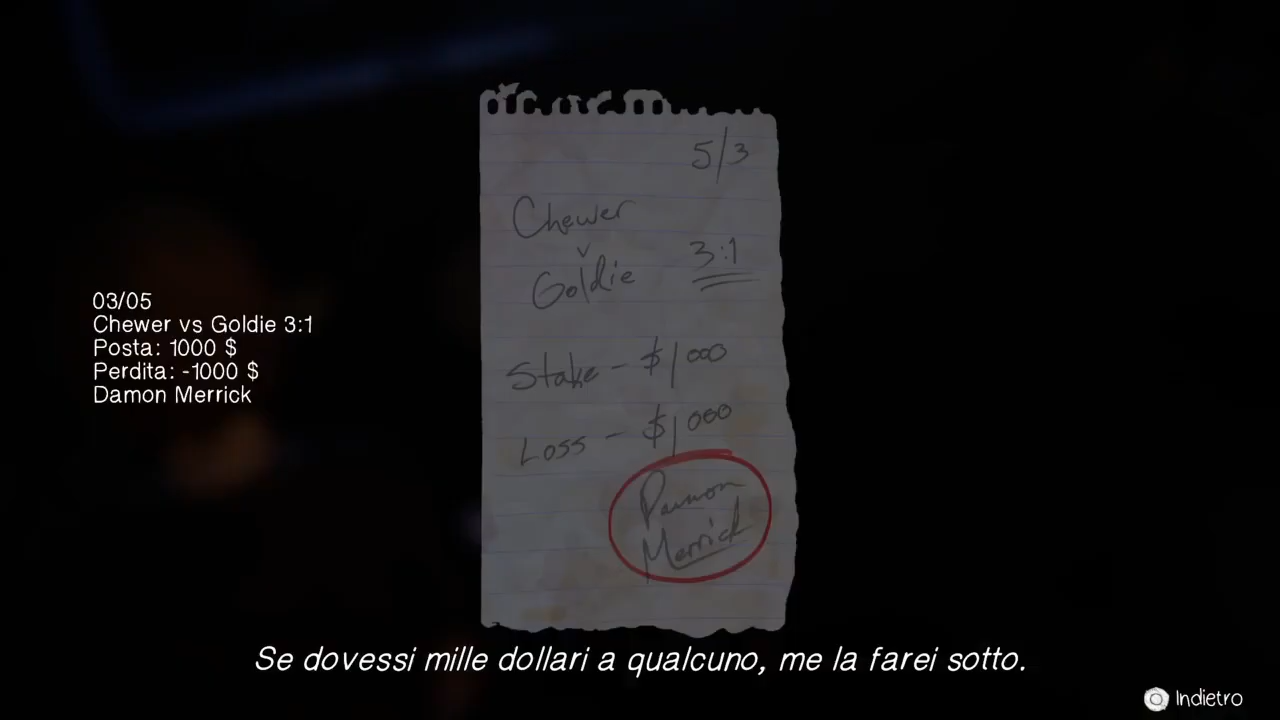 03/05
Chewer vs Goldie 3:1
Posta: 1000 $
Perdita: -1000 $
Damon Merrick
5/3
Chewer
v
Goldie 3:1
Stake - $1000
Loss - $1000
Damon
Merrick
Se dovessi mille dollari a qualcuno, me la farei sotto.
Indietro